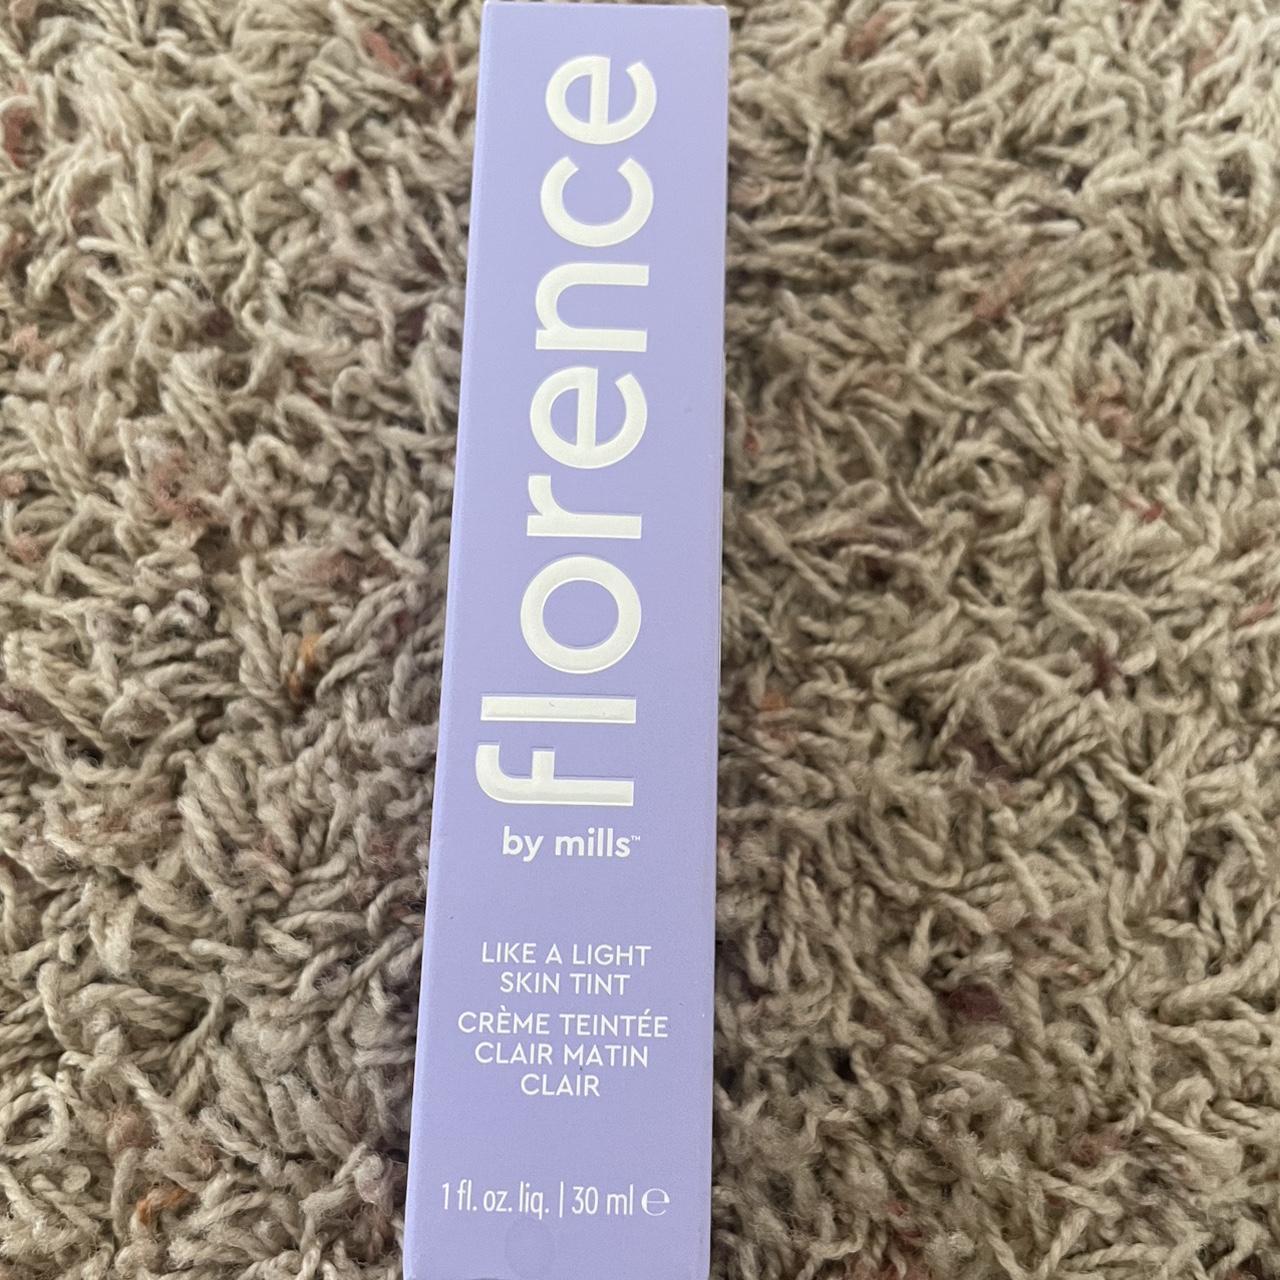 florence
by mills™
LIKE A LIGHT
SKIN TINT
CRÈME TEINTÉE
CLAIR MATIN
CLAIR
1 fl. oz. liq. | 30 ml ℮